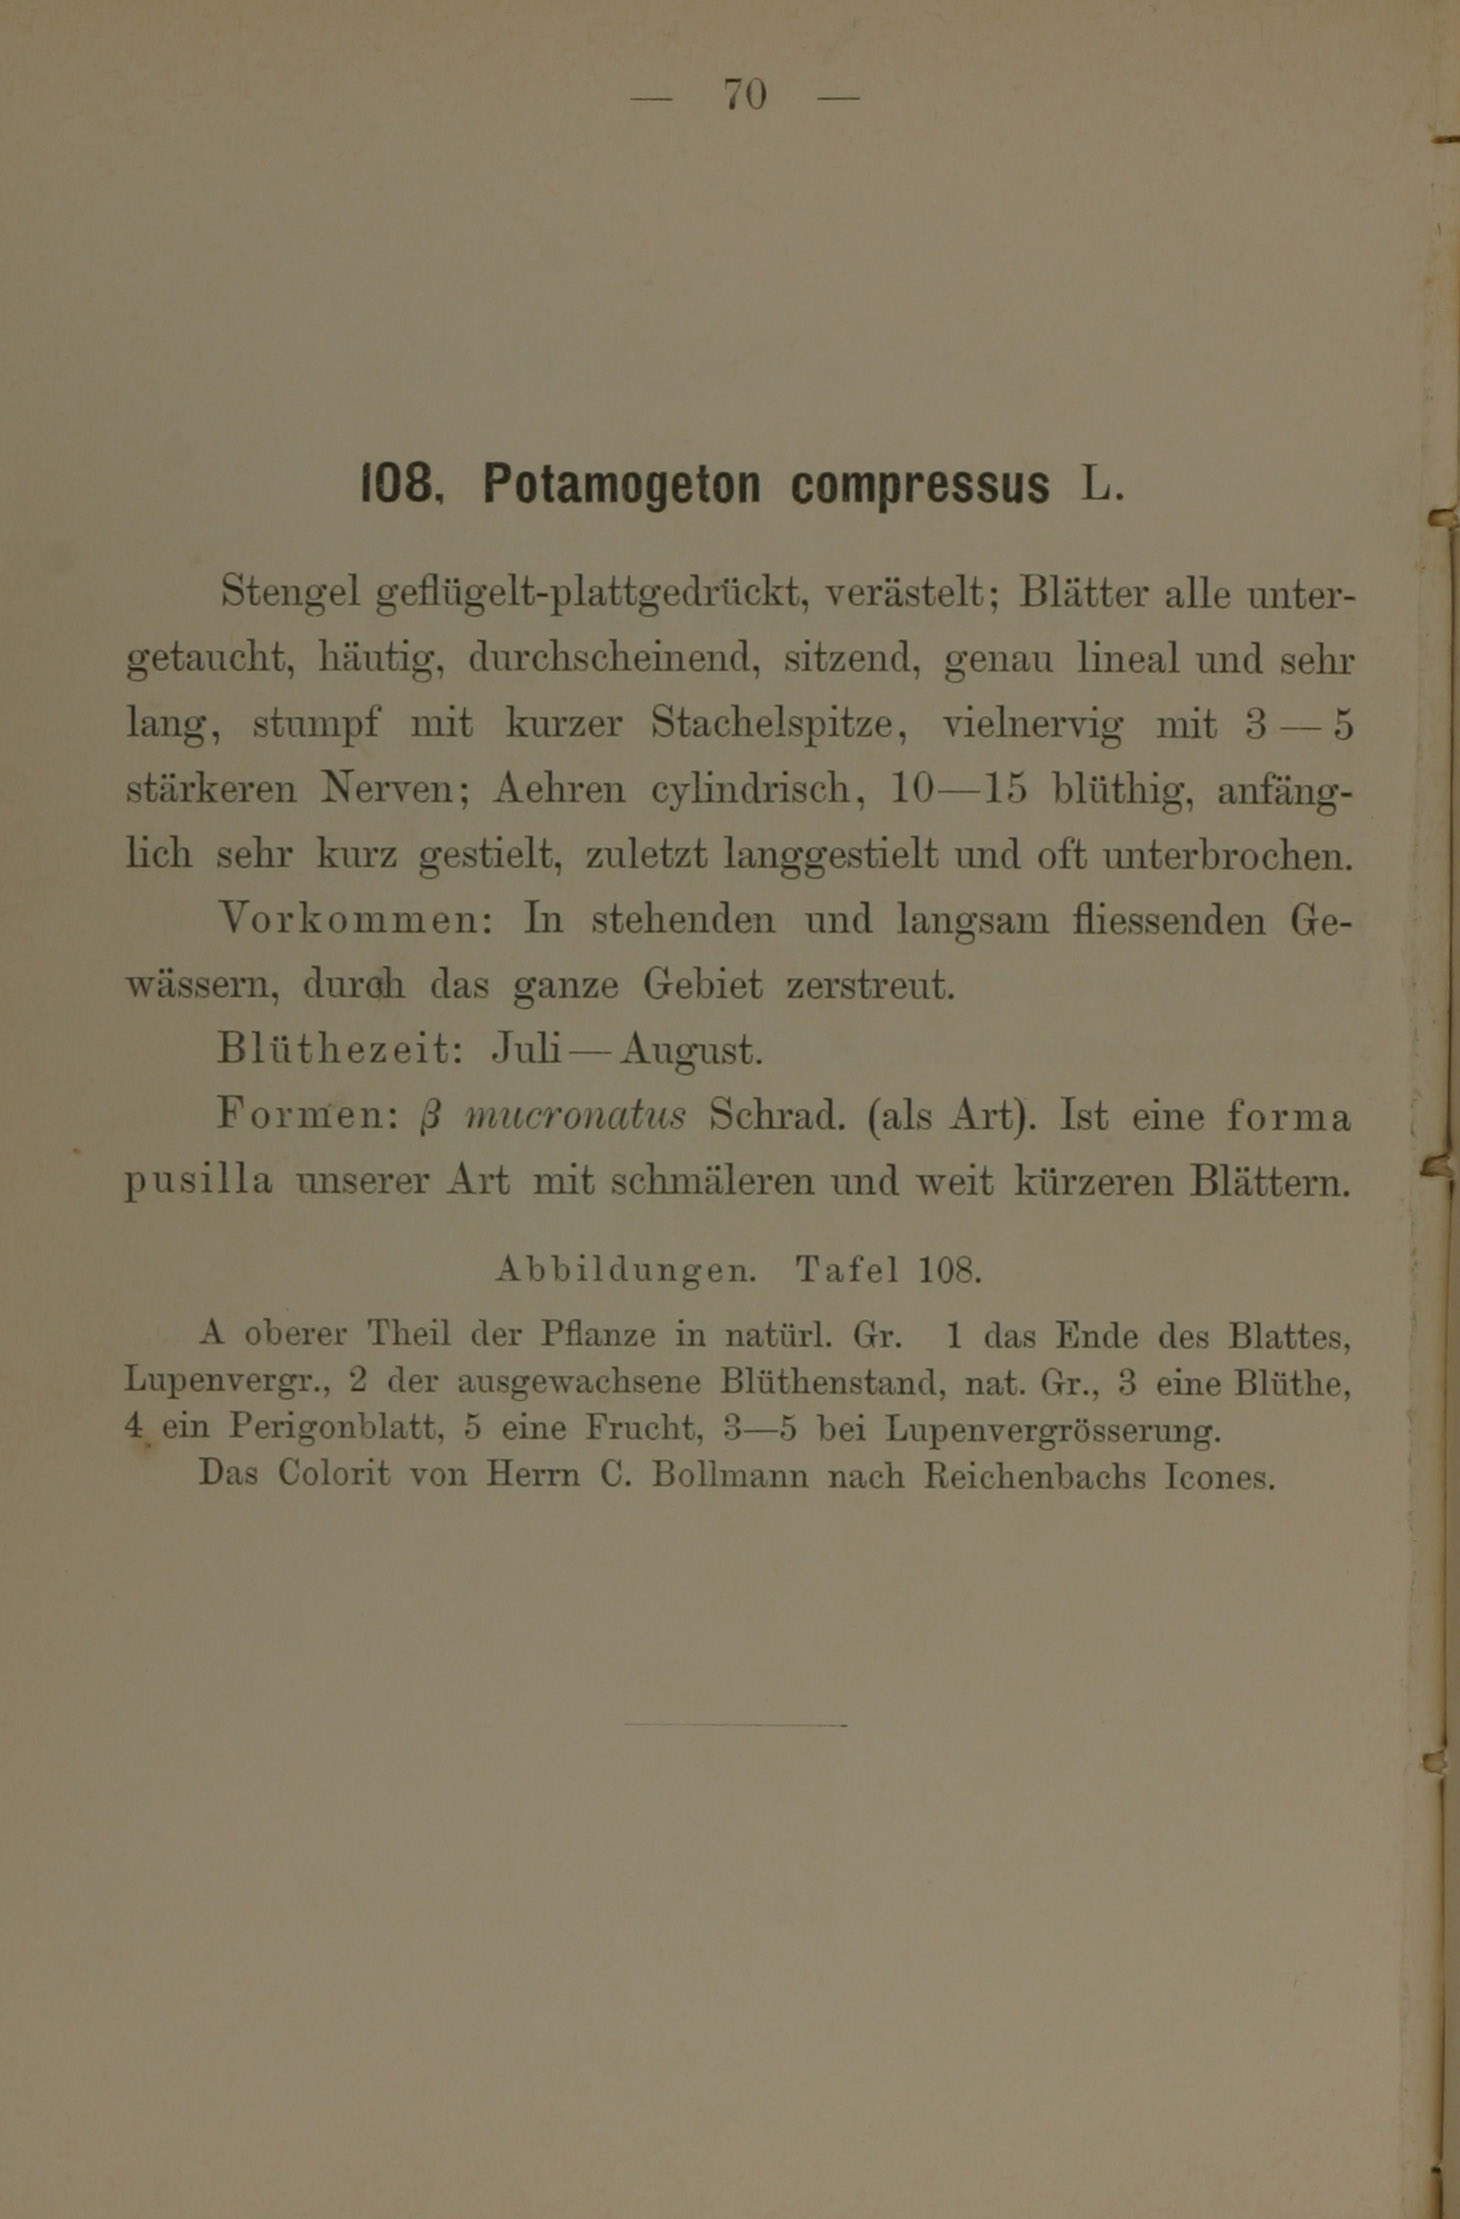 — 70 —
108. Potamogeton compressus L.
Stengel geflügelt-plattgedrückt, verästelt; Blätter alle unter-
getaucht, häutig, durchscheinend, sitzend, genau lineal und sehr
lang, stumpf mit kurzer Stachelspitze, vielnervig mit 3 — 5
stärkeren Nerven; Aehren cylindrisch, 10—15 blüthig, anfäng-
lich sehr kurz gestielt, zuletzt langgestielt und oft unterbrochen.
Vorkommen: In stehenden und langsam fliessenden Ge-
wässern, durch das ganze Gebiet zerstreut.
Blüthezeit: Juli—August.
Formen: β mucronatus Schrad. (als Art). Ist eine forma
pusilla unserer Art mit schmäleren und weit kürzeren Blättern.
Abbildungen. Tafel 108.
A oberer Theil der Pflanze in natürl. Gr. 1 das Ende des Blattes,
Lupenvergr., 2 der ausgewachsene Blüthenstand, nat. Gr., 3 eine Blüthe,
4 ein Perigonblatt, 5 eine Frucht, 3—5 bei Lupenvergrösserung.
Das Colorit von Herrn C. Bollmann nach Reichenbachs Icones.